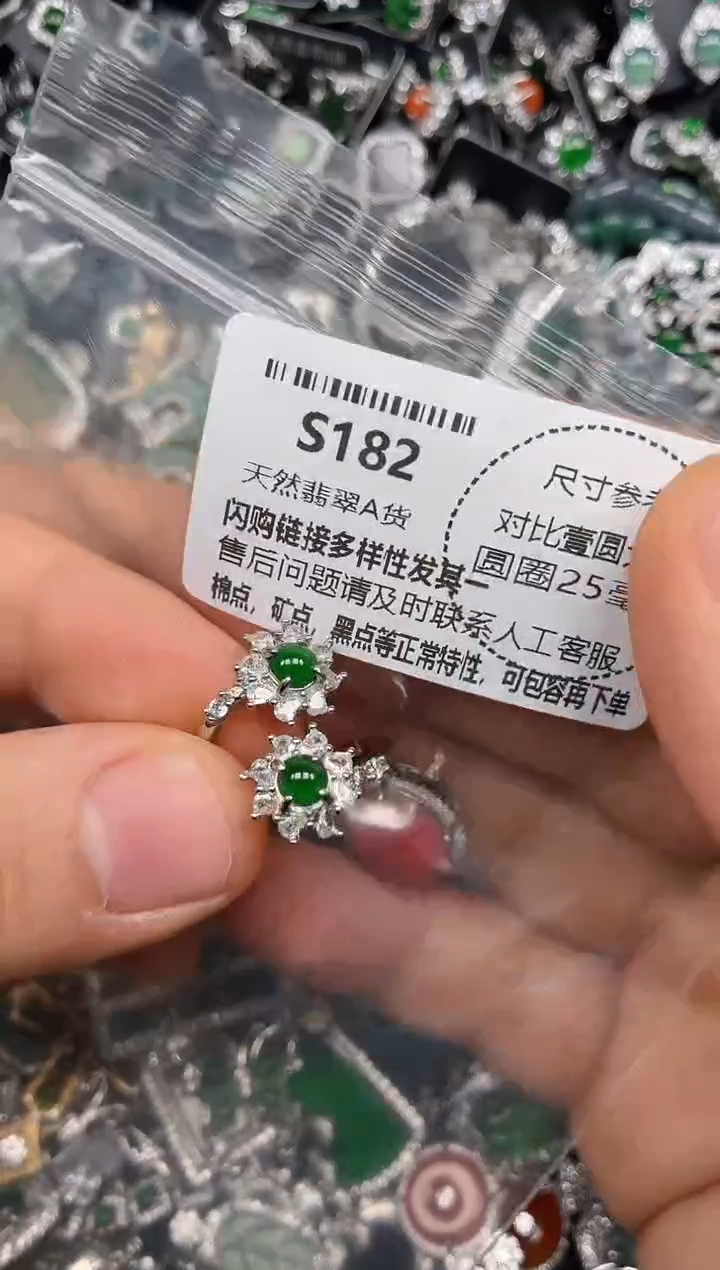 S182
天然翡翠A货
闪购链接多样性发其一
售后问题请及时联系人工客服
棉点，矿点，黑点等正常特性，可包容再下单
尺寸参
对比壹圆
圆圈25毫